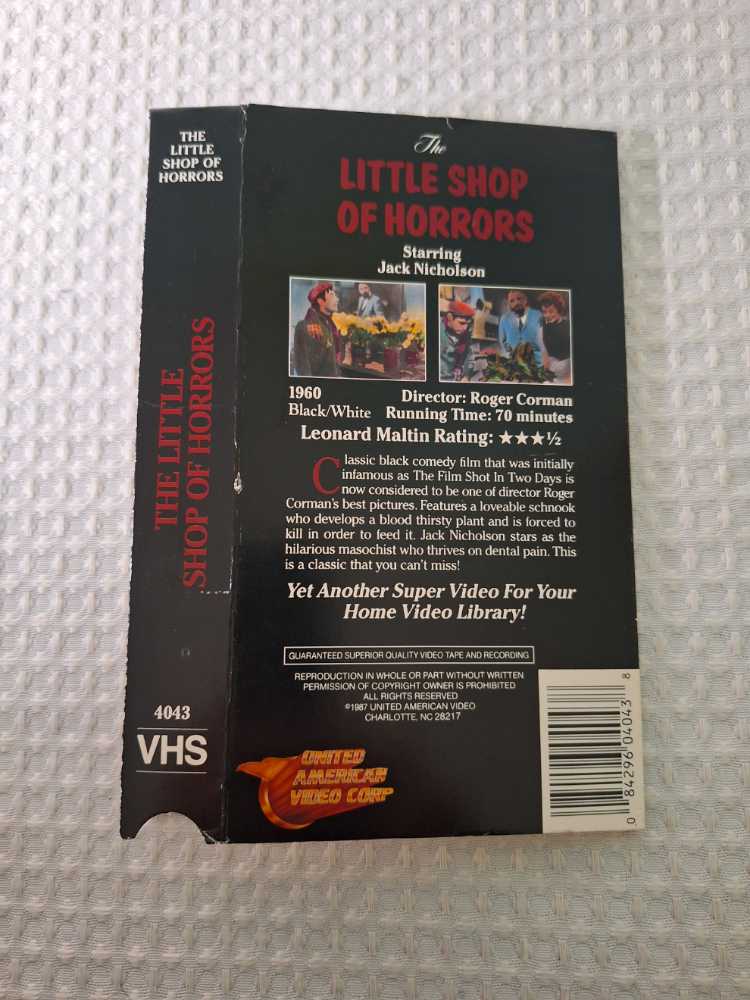 THE
LITTLE
SHOP OF
HORRORS
THE LITTLE
SHOP OF HORRORS
4043
VHS
The
LITTLE SHOP
OF HORRORS
Starring
Jack Nicholson
1960
Director: Roger Corman
Black/White
Running Time: 70 minutes
Leonard Maltin Rating: ★★★½
Classic black comedy film that was initially
infamous as The Film Shot In Two Days is
now considered to be one of director Roger
Corman's best pictures. Features a loveable schnook
who develops a blood thirsty plant and is forced to
kill in order to feed it. Jack Nicholson stars as the
hilarious masochist who thrives on dental pain. This
is a classic that you can't miss!
Yet Another Super Video For Your
Home Video Library!
GUARANTEED SUPERIOR QUALITY VIDEO TAPE AND RECORDING
REPRODUCTION IN WHOLE OR PART WITHOUT WRITTEN
PERMISSION OF COPYRIGHT OWNER IS PROHIBITED
ALL RIGHTS RESERVED
©1987 UNITED AMERICAN VIDEO
CHARLOTTE, NC 28217
UNITED
AMERICAN
VIDEO CORP
0 84296 04043 8